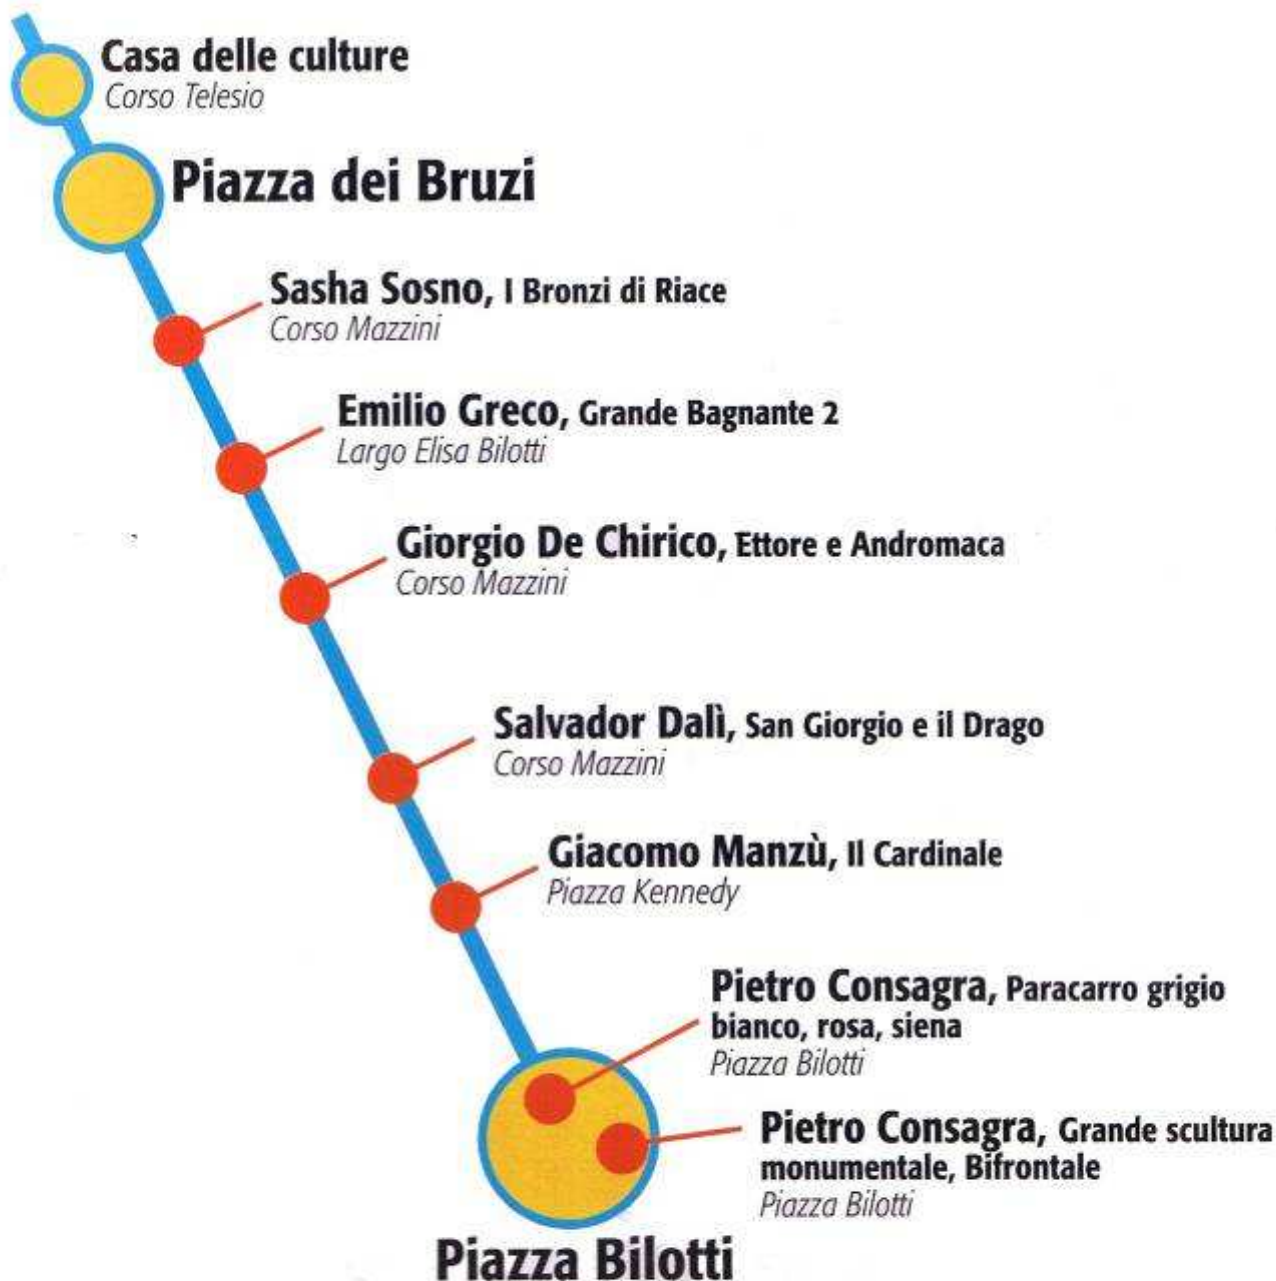 Casa delle culture
Corso Telesio
Piazza dei Bruzi
Sasha Sosno, I Bronzi di Riace
Corso Mazzini
Emilio Greco, Grande Bagnante 2
Largo Elisa Bilotti
Giorgio De Chirico, Ettore e Andromaca
Corso Mazzini
Salvador Dalì, San Giorgio e il Drago
Corso Mazzini
Giacomo Manzù, Il Cardinale
Piazza Kennedy
Pietro Consagra, Paracarro grigio
bianco, rosa, siena
Piazza Bilotti
Pietro Consagra, Grande scultura
monumentale, Bifrontale
Piazza Bilotti
Piazza Bilotti